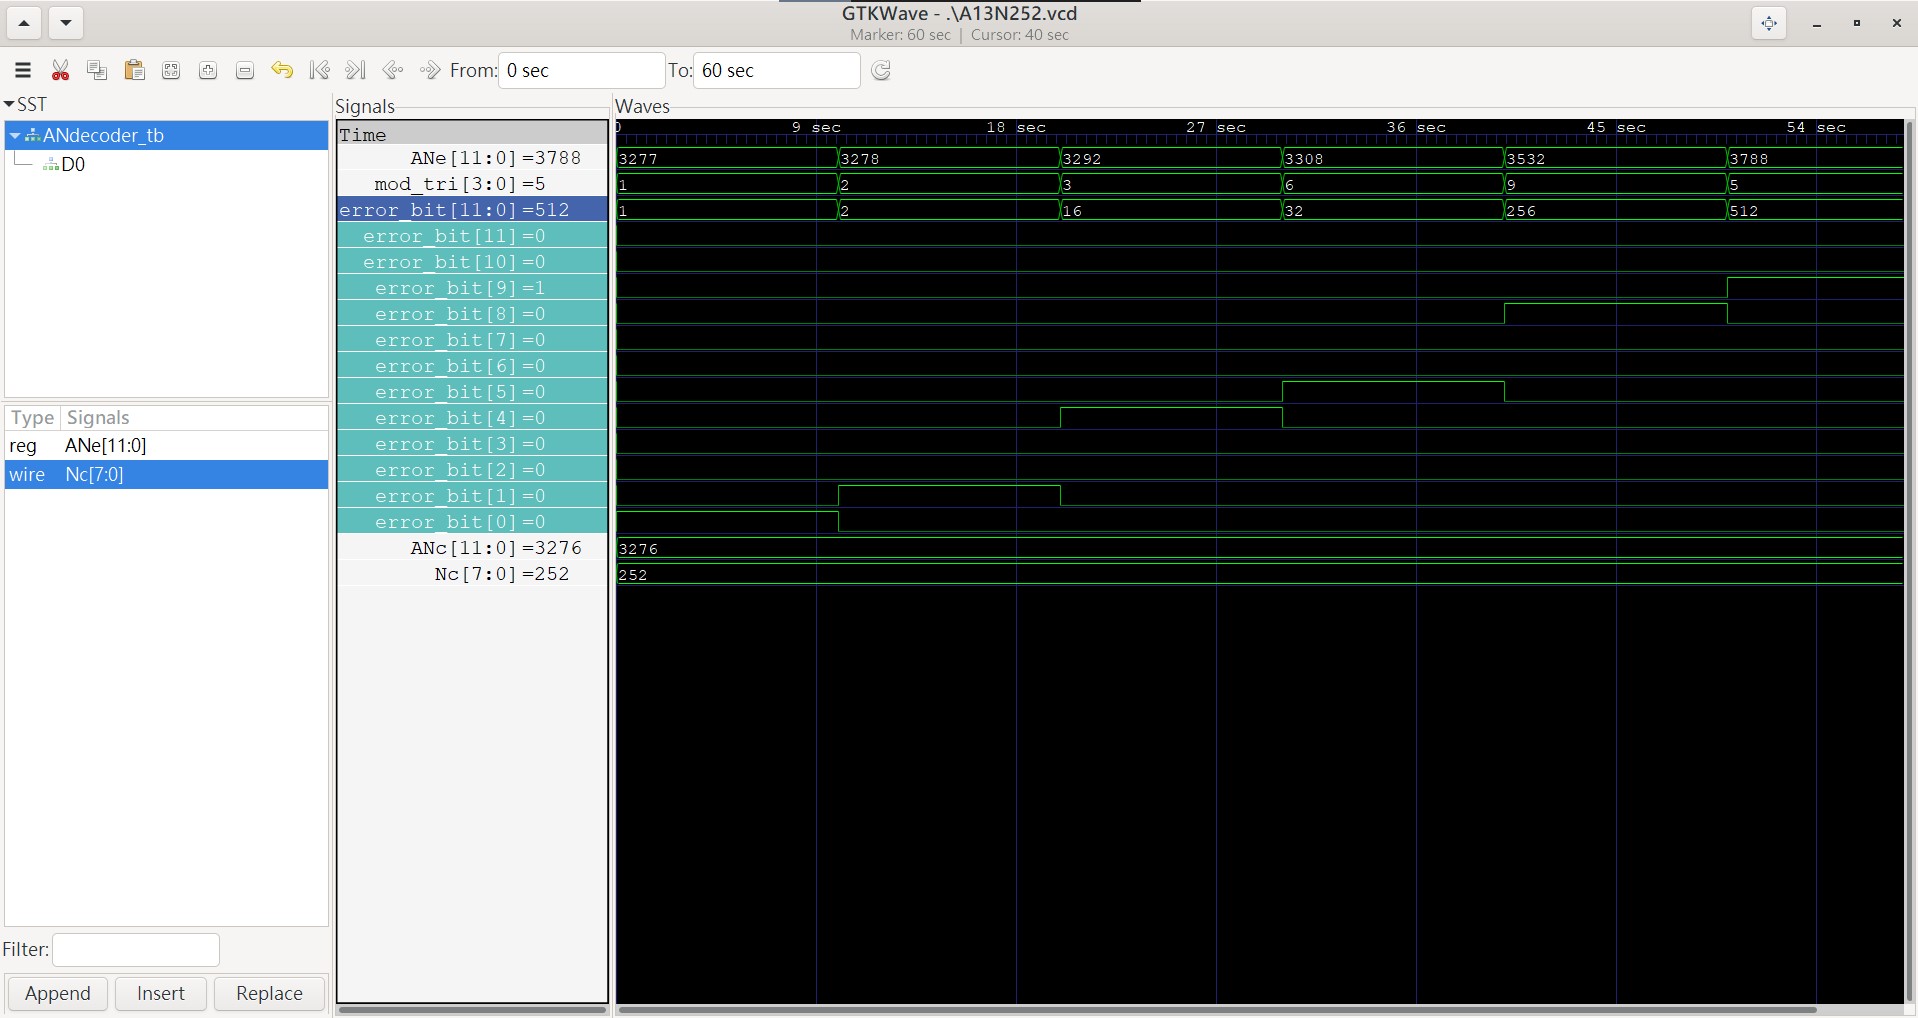 GTKWave - .\A13N252.vcd
Marker: 60 sec | Cursor: 40 sec
From: 0 sec To: 60 sec
SST
ANdecoder_tb
D0
Type Signals
reg ANe[11:0]
wire Nc[7:0]
Filter:
Append Insert Replace
Signals
Time
ANe[11:0]=3788
mod_tri[3:0]=5
error_bit[11:0]=512
error_bit[11]=0
error_bit[10]=0
error_bit[9]=1
error_bit[8]=0
error_bit[7]=0
error_bit[6]=0
error_bit[5]=0
error_bit[4]=0
error_bit[3]=0
error_bit[2]=0
error_bit[1]=0
error_bit[0]=0
ANc[11:0]=3276
Nc[7:0]=252
Waves
0 9 sec 18 sec 27 sec 36 sec 45 sec 54 sec
3277 3278 3292 3308 3532 3788
1 2 3 6 9 5
1 2 16 32 256 512
3276
252